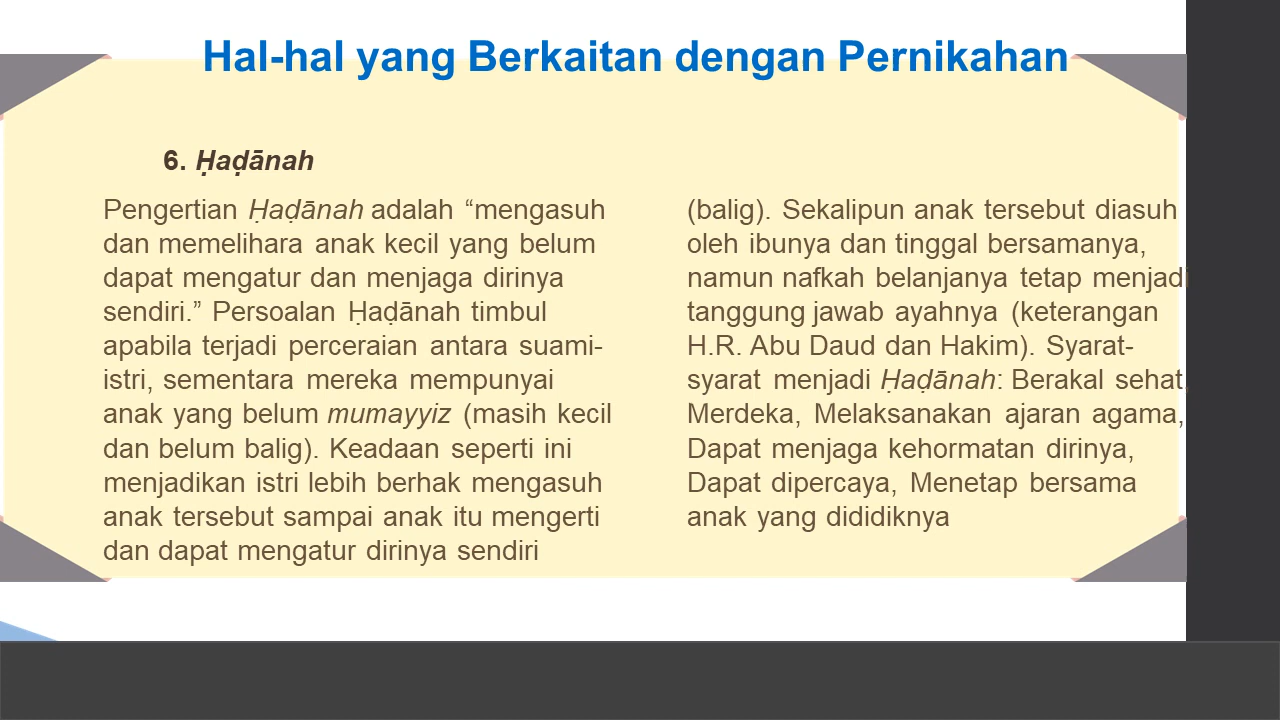 Hal-hal yang Berkaitan dengan Pernikahan
6. Ḥaḍānah
Pengertian Ḥaḍānah adalah “mengasuh
dan memelihara anak kecil yang belum
dapat mengatur dan menjaga dirinya
sendiri.” Persoalan Ḥaḍānah timbul
apabila terjadi perceraian antara suami-
istri, sementara mereka mempunyai
anak yang belum mumayyiz (masih kecil
dan belum balig). Keadaan seperti ini
menjadikan istri lebih berhak mengasuh
anak tersebut sampai anak itu mengerti
dan dapat mengatur dirinya sendiri
(balig). Sekalipun anak tersebut diasuh
oleh ibunya dan tinggal bersamanya,
namun nafkah belanjanya tetap menjadi
tanggung jawab ayahnya (keterangan
H.R. Abu Daud dan Hakim). Syarat-
syarat menjadi Ḥaḍānah: Berakal sehat,
Merdeka, Melaksanakan ajaran agama,
Dapat menjaga kehormatan dirinya,
Dapat dipercaya, Menetap bersama
anak yang dididiknya